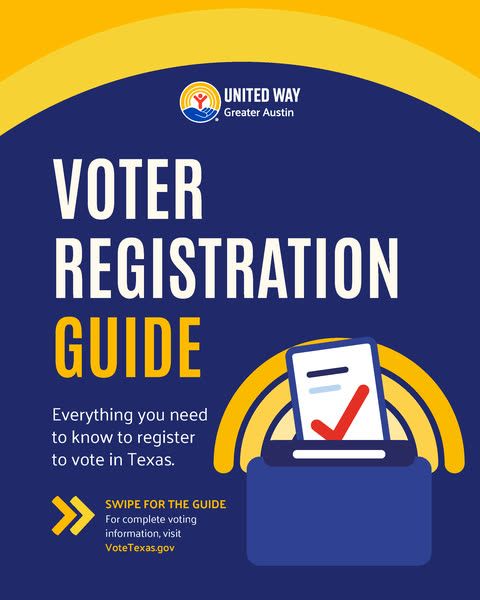 UNITED WAY
Greater Austin
VOTER
REGISTRATION
GUIDE
Everything you need
to know to register
to vote in Texas.
SWIPE FOR THE GUIDE
For complete voting
information, visit
VoteTexas.gov